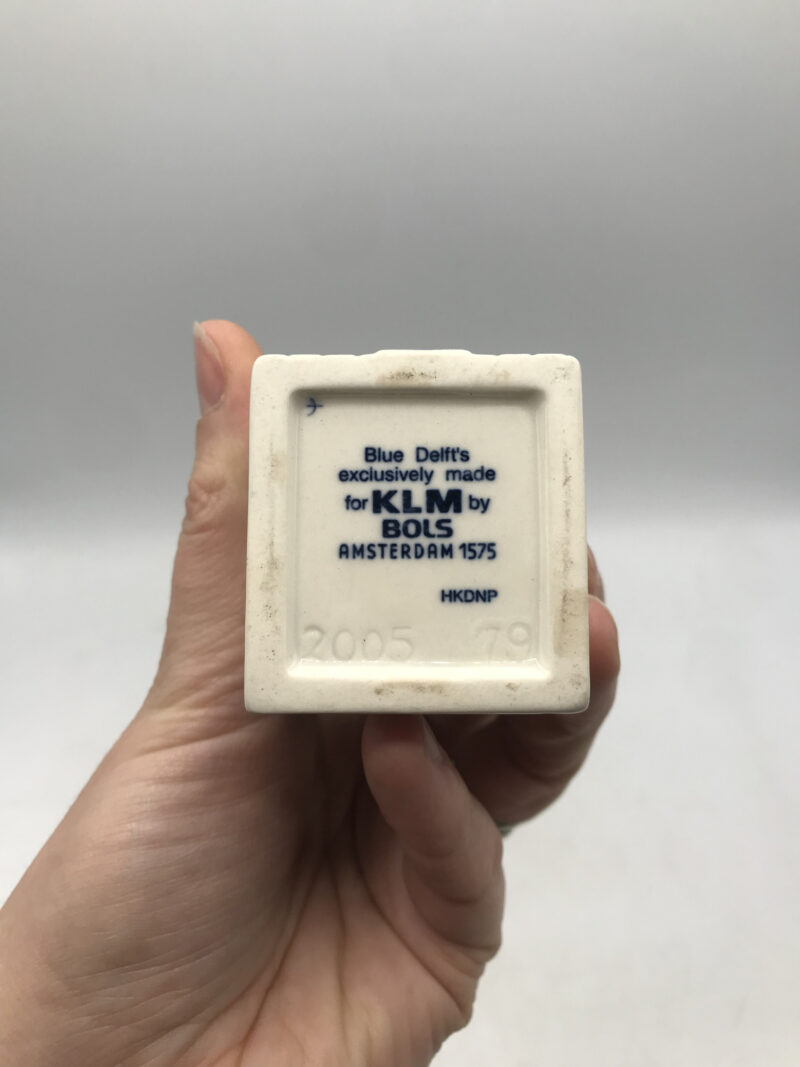 Blue Delft's
exclusively made
for KLM by
BOLS
AMSTERDAM 1575
HKDNP
2005 79